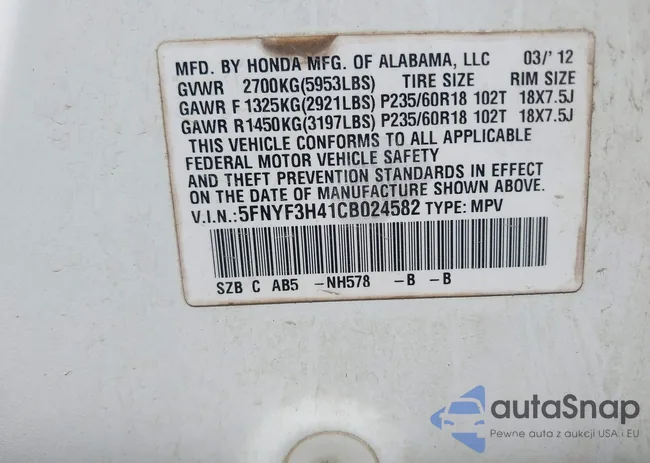 MFD. BY HONDA MFG. OF ALABAMA, LLC 03/'12
GVWR 2700KG(5953LBS) TIRE SIZE RIM SIZE
GAWR F 1325KG(2921LBS) P235/60R18 102T 18X7.5J
GAWR R1450KG(3197LBS) P235/60R18 102T 18X7.5J
THIS VEHICLE CONFORMS TO ALL APPLICABLE
FEDERAL MOTOR VEHICLE SAFETY
AND THEFT PREVENTION STANDARDS IN EFFECT
ON THE DATE OF MANUFACTURE SHOWN ABOVE.
V.I.N.:5FNYF3H41CB024582 TYPE: MPV
SZB C AB5 -NH578 -B -B
autoSnap
Pewne auta z aukcji USA i EU